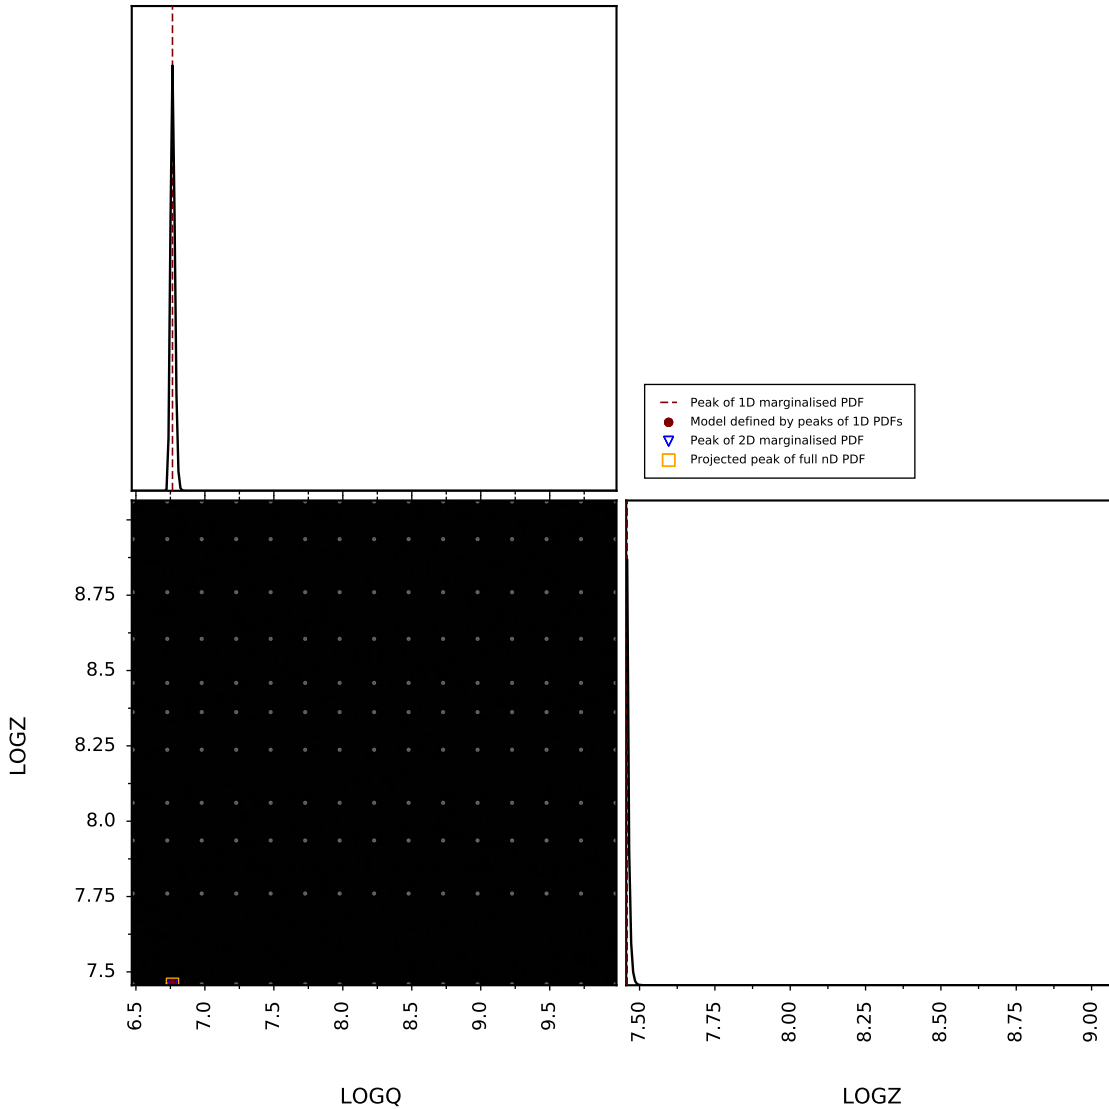 Peak of 1D marginalised PDF
Model defined by peaks of 1D PDFs
Peak of 2D marginalised PDF
Projected peak of full nD PDF
8.75
8.5
8.25
8.0
7.75
7.5
LOGZ
6.5 7.0 7.5 8.0 8.5 9.0 9.5
7.50 7.75 8.00 8.25 8.50 8.75 9.00
LOGQ
LOGZ